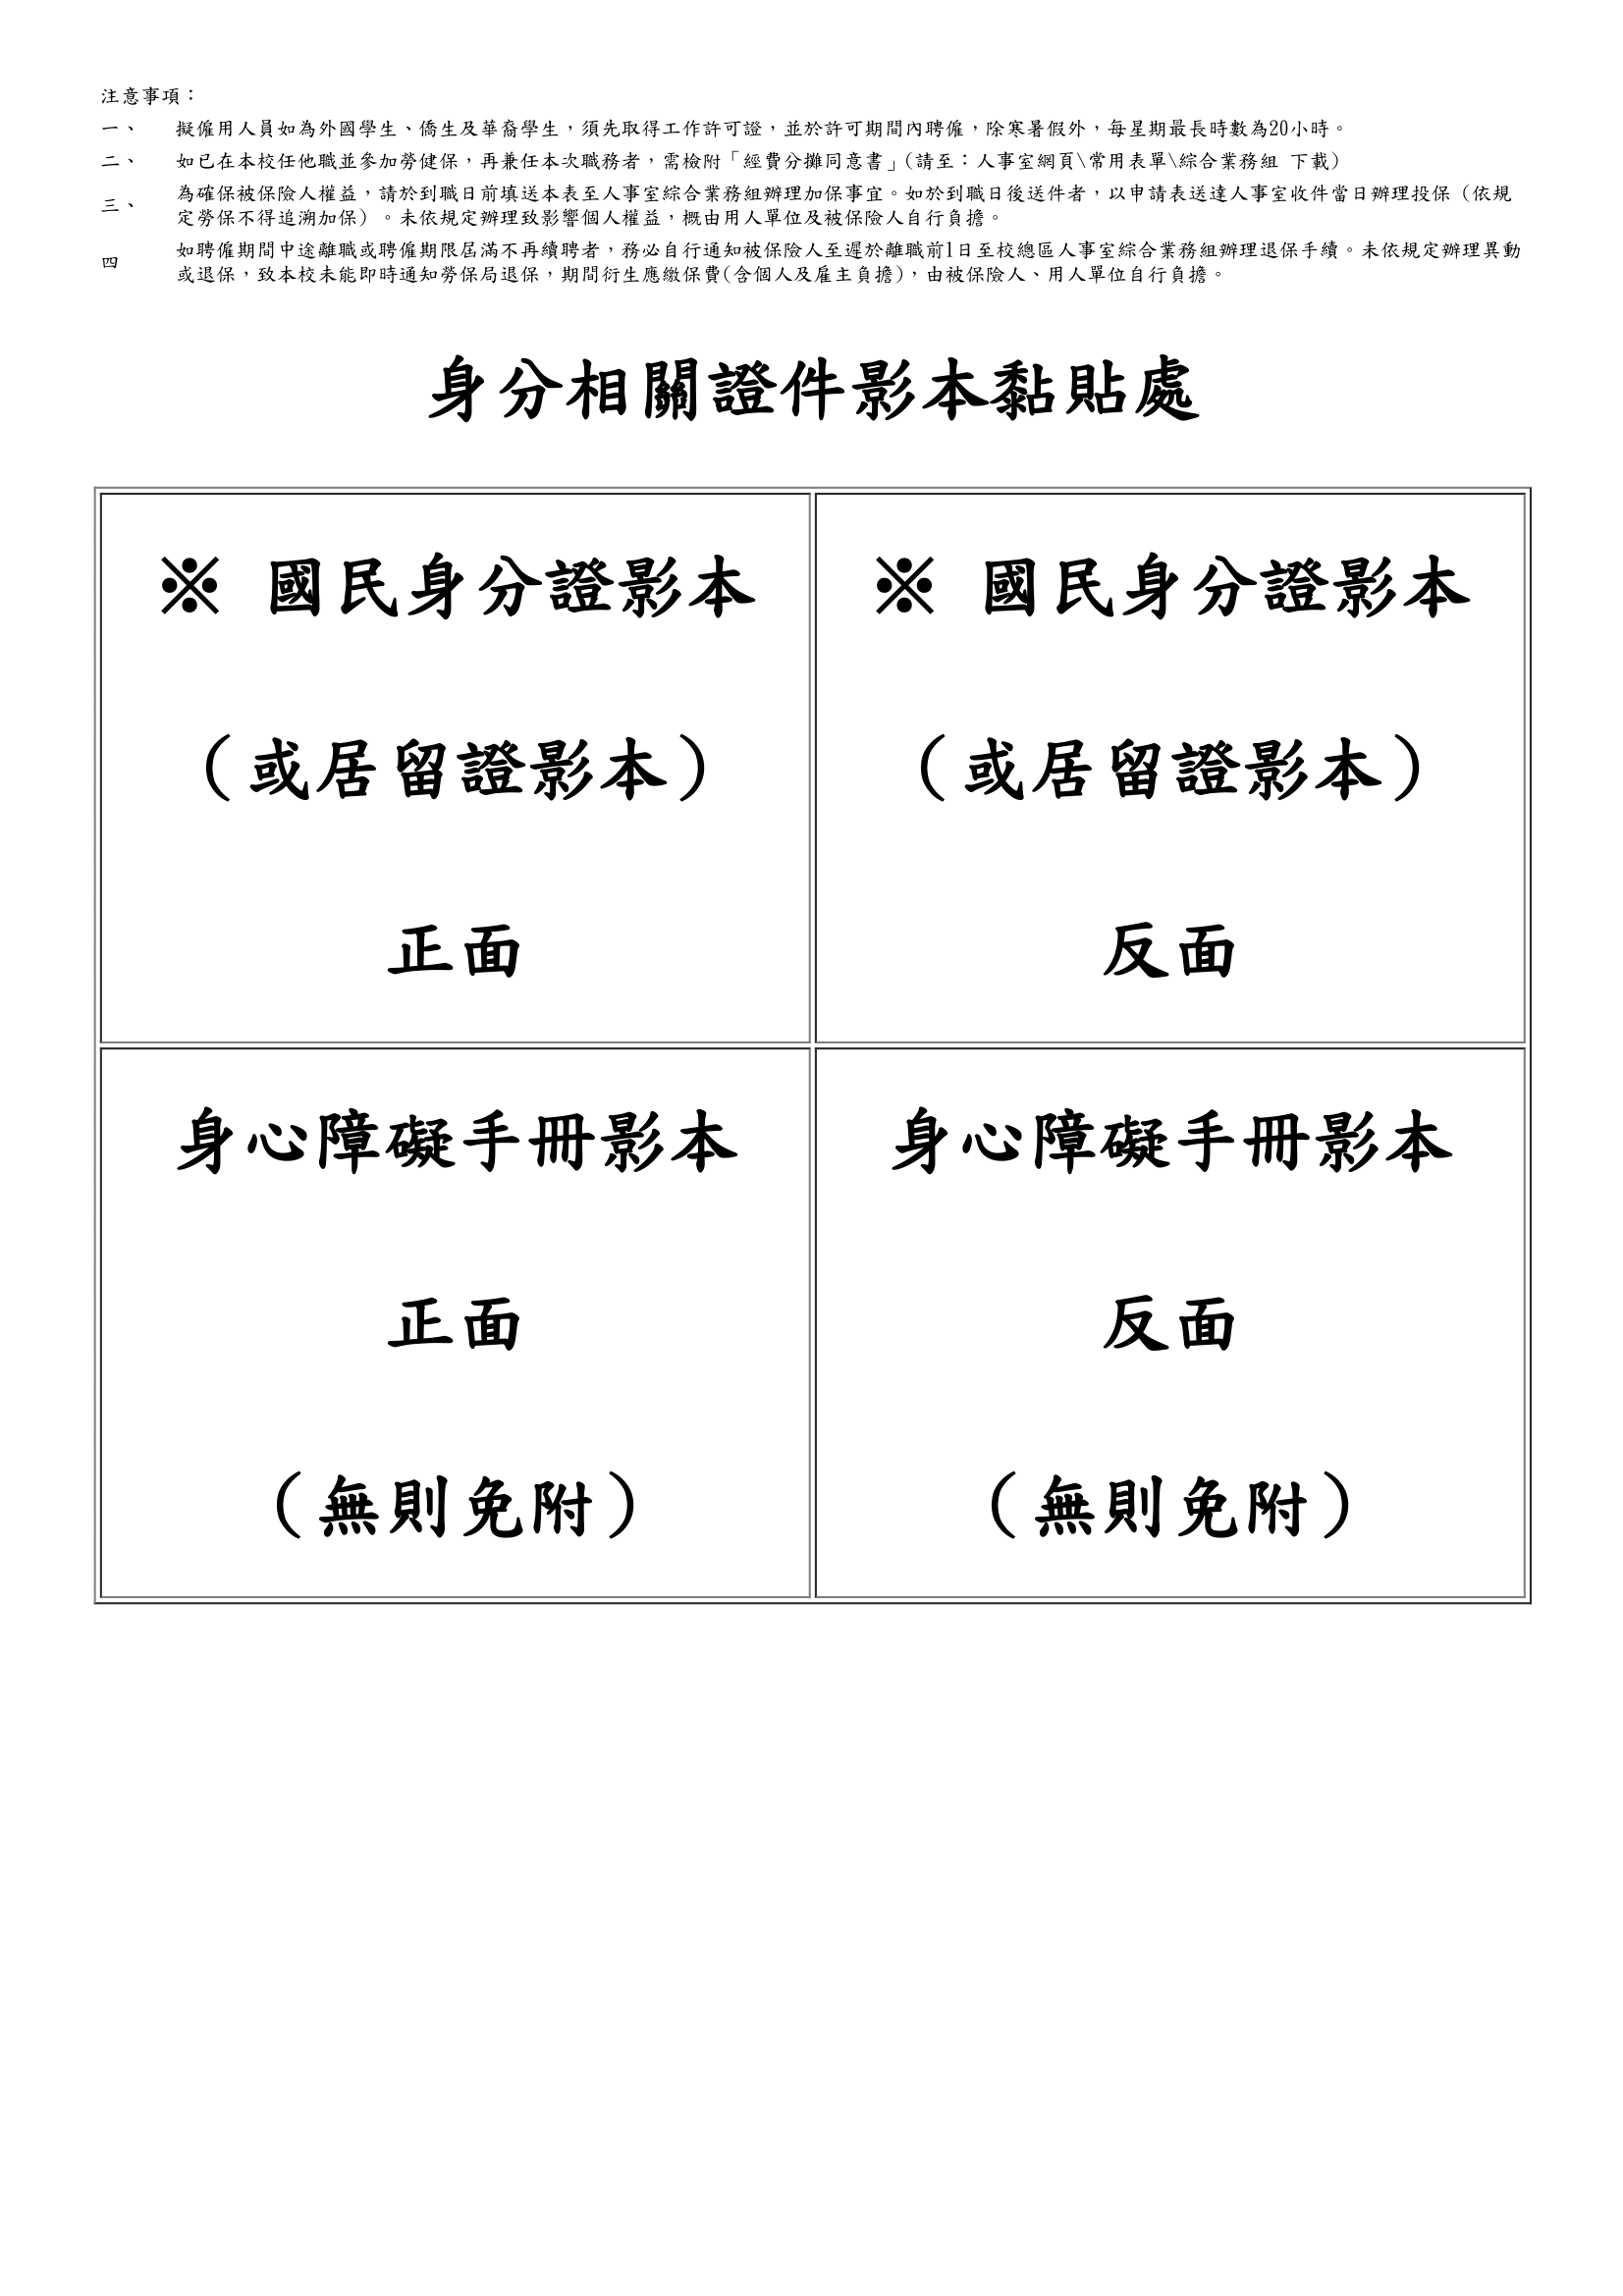 注意事項：
一、 擬僱用人員如為外國學生、僑生及華裔學生，須先取得工作許可證，並於許可期間內聘僱，除寒暑假外，每星期最長時數為20小時。
二、 如已在本校任他職並參加勞健保，再兼任本次職務者，需檢附「經費分攤同意書」(請至：人事室網頁\常用表單\綜合業務組 下載)
三、 為確保被保險人權益，請於到職日前填送本表至人事室綜合業務組辦理加保事宜。如於到職日後送件者，以申請表送達人事室收件當日辦理投保（依規
定勞保不得追溯加保）。未依規定辦理致影響個人權益，概由用人單位及被保險人自行負擔。
四 如聘僱期間中途離職或聘僱期限屆滿不再續聘者，務必自行通知被保險人至遲於離職前1日至校總區人事室綜合業務組辦理退保手續。未依規定辦理異動
或退保，致本校未能即時通知勞保局退保，期間衍生應繳保費(含個人及雇主負擔)，由被保險人、用人單位自行負擔。
身分相關證件影本黏貼處
※ 國民身分證影本
（或居留證影本）
正面
※ 國民身分證影本
（或居留證影本）
反面
身心障礙手冊影本
正面
（無則免附）
身心障礙手冊影本
反面
（無則免附）